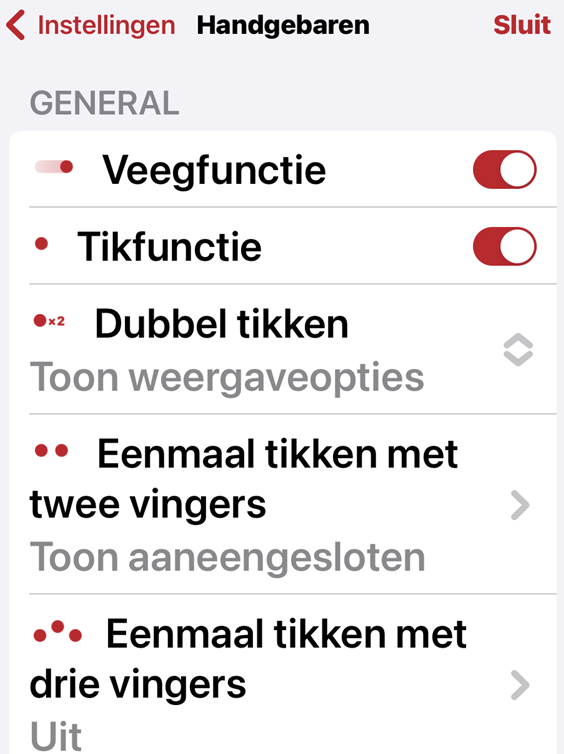 Instellingen Handgebaren Sluit
GENERAL
Veegfunctie
Tikfunctie
×2 Dubbel tikken
Toon weergaveopties
Eenmaal tikken met
twee vingers
Toon aaneengesloten
Eenmaal tikken met
drie vingers
Uit